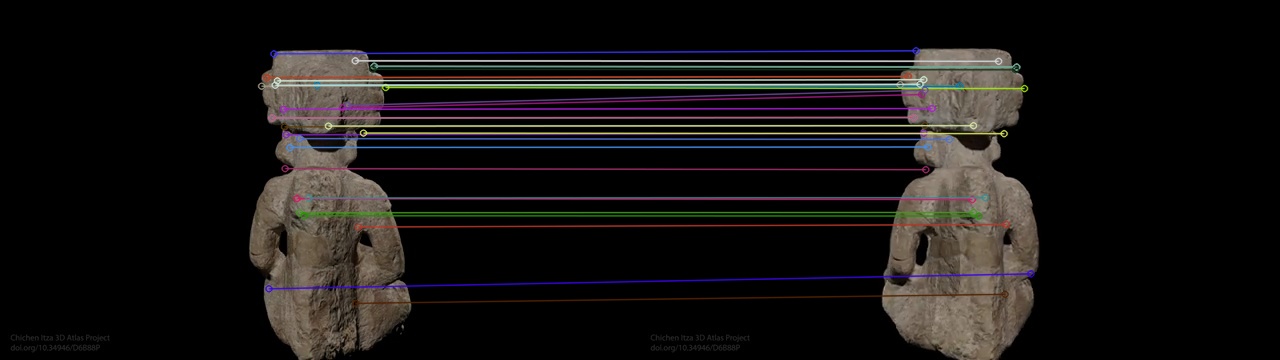 Chichen Itza 3D Atlas Project
doi.org/10.34946/D6B88P
Chichen Itza 3D Atlas Project
doi.org/10.34946/D6B88P